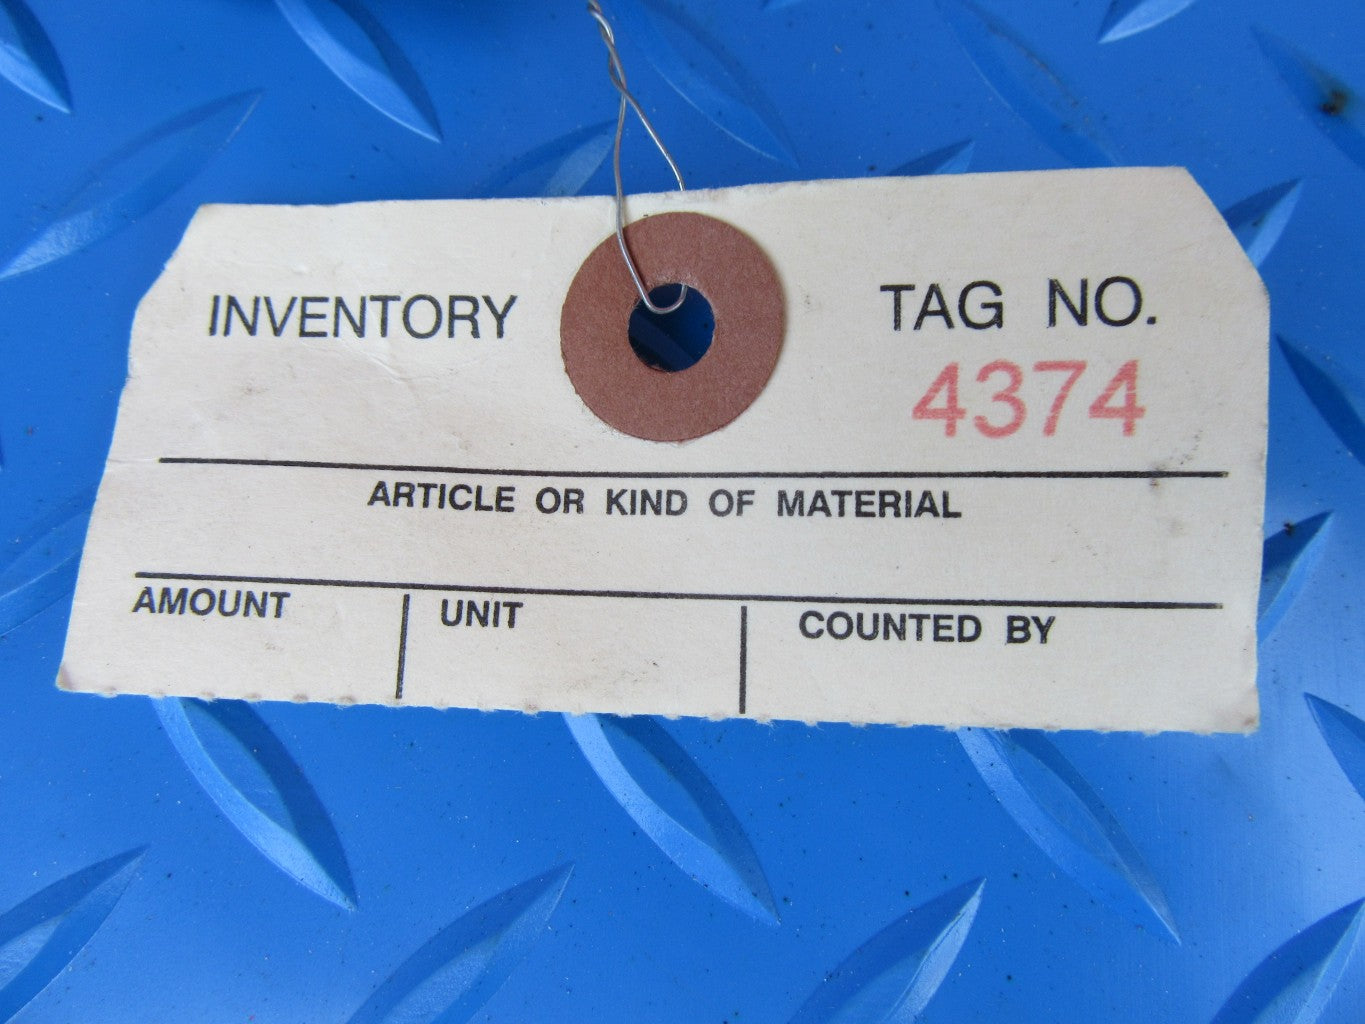 INVENTORY
TAG NO.
4374
ARTICLE OR KIND OF MATERIAL
AMOUNT UNIT COUNTED BY